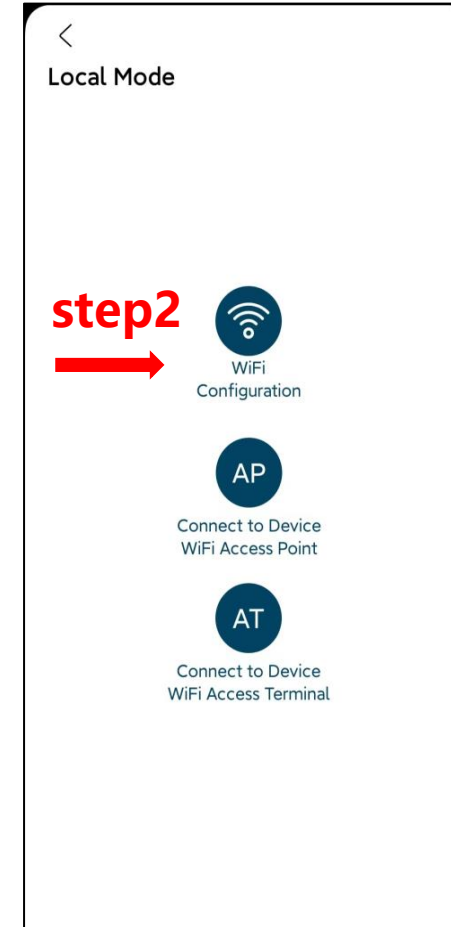 Local Mode
step2
WiFi
Configuration
AP
Connect to Device
WiFi Access Point
AT
Connect to Device
WiFi Access Terminal